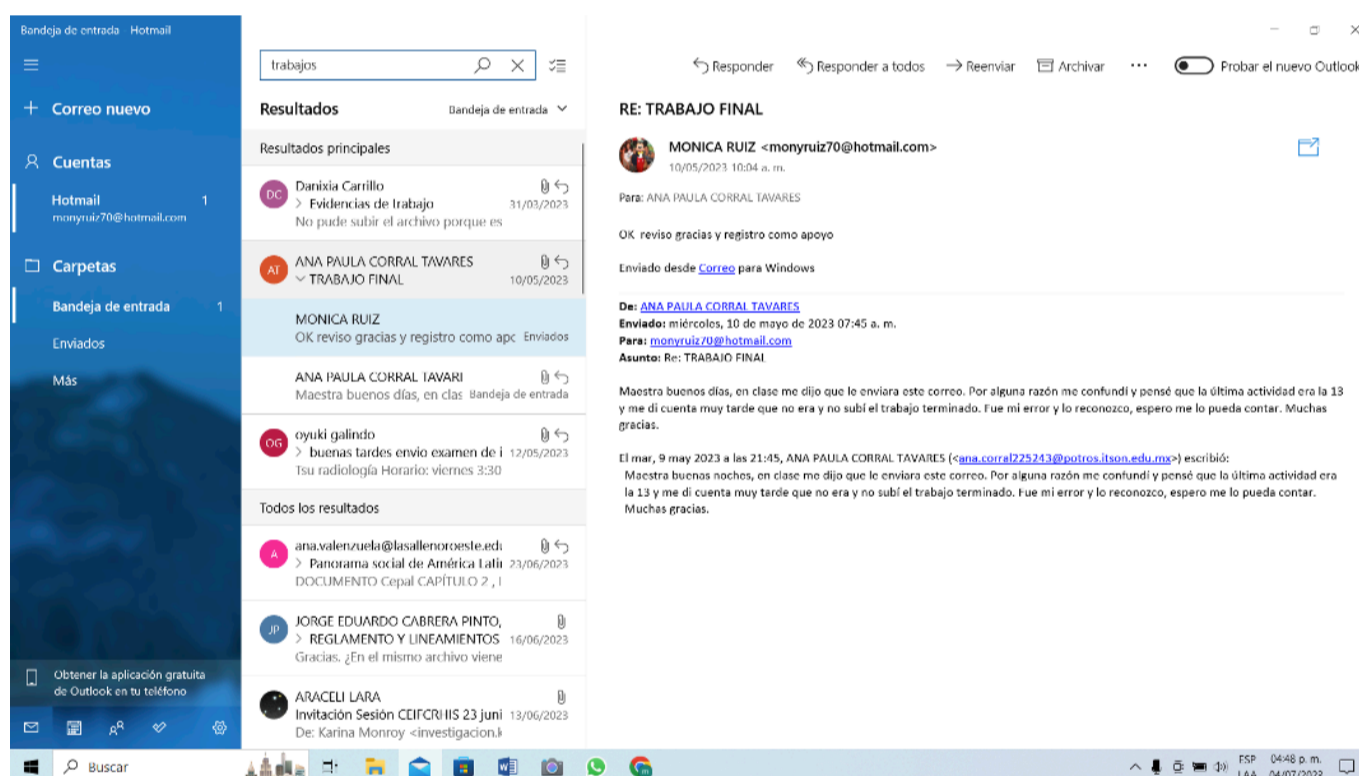 Bandeja de entrada Hotmail
Correo nuevo
Cuentas
Hotmail 1
monyruiz70@hotmail.com
Carpetas
Bandeja de entrada 1
Enviados
Más
Obtener la aplicación gratuita
de Outlook en tu teléfono
Buscar
trabajos
Resultados Bandeja de entrada
Resultados principales
DC
Danixia Carrillo
> Evidencias de trabajo 31/03/2023
No pude subir el archivo porque es
AT
ANA PAULA CORRAL TAVARES
TRABAJO FINAL 10/05/2023
MONICA RUIZ
OK reviso gracias y registro como apo Enviados
ANA PAULA CORRAL TAVARI
Maestra buenos días, en clas Bandeja de entrada
OG
oyuki galindo
> buenas tardes envio examen de i 12/05/2023
Tsu radiología Horario: viernes 3:30
Todos los resultados
A
ana.valenzuela@lasallenoroeste.edu
> Panorama social de América Latin 23/06/2023
DOCUMENTO Cepal CAPÍTULO 2 ,
JP
JORGE EDUARDO CABRERA PINTO,
> REGLAMENTO Y LINEAMIENTOS 16/06/2023
Gracias. ¿En el mismo archivo viene
ARACELI LARA
Invitación Sesión 23 juni 13/06/2023
De: Karina Monroy <investigacion.k
Responder Responder a todos Reenviar Archivar ... Probar el nuevo Outlook
RE: TRABAJO FINAL
MONICA RUIZ <monyruiz70@hotmail.com>
10/05/2023 10:04 a. m.
Para: ANA PAULA CORRAL TAVARES
OK reviso gracias y registro como apoyo
Enviado desde Correo para Windows
De: ANA PAULA CORRAL TAVARES
Enviado: miércoles, 10 de mayo de 2023 07:45 a. m.
Para: monyruiz70@hotmail.com
Asunto: Re: TRABAJO FINAL
Maestra buenos días, en clase me dijo que le enviara este correo. Por alguna razón me confundí y pensé que la última actividad era la 13
y me di cuenta muy tarde que no era y no subí el trabajo terminado. Fue mi error y lo reconozco, espero me lo pueda contar. Muchas
gracias.
El mar, 9 may 2023 a las 21:45, ANA PAULA CORRAL TAVARES (<ana.corral225243@potros.itson.edu.mx>) escribió:
Maestra buenas noches, en clase me dijo que le enviara este correo. Por alguna razón me confundí y pensé que la última actividad era
la 13 y me di cuenta muy tarde que no era y no subí el trabajo terminado. Fue mi error y lo reconozco, espero me lo pueda contar.
Muchas gracias.
ESP 04:48 p. m.
LAA 04/07/2023